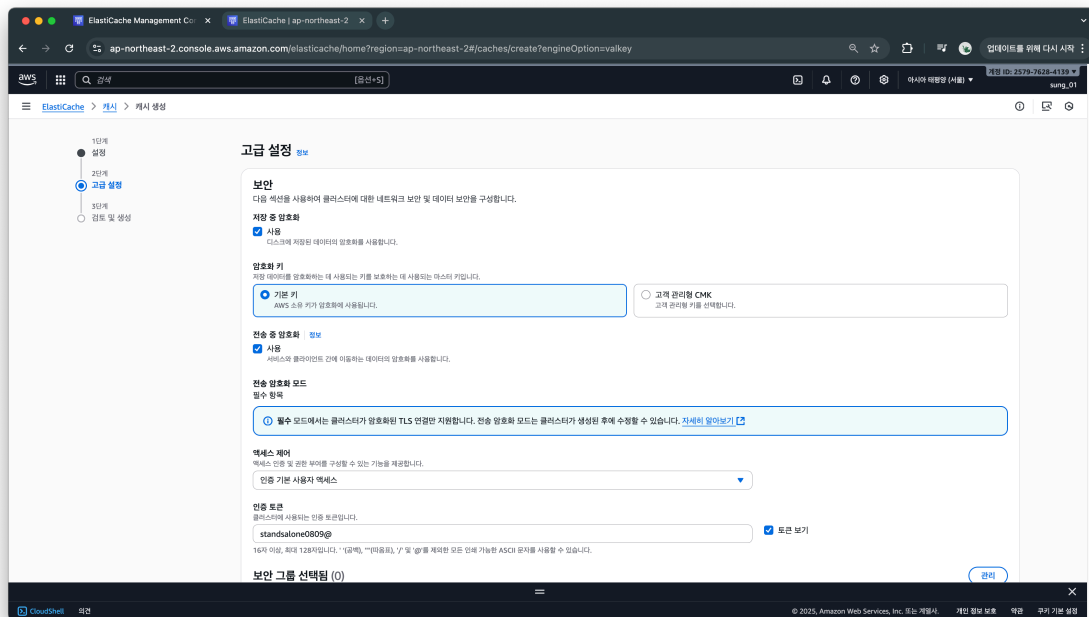 ElastiCache Management Co
ElastiCache | ap-northeast-2
ap-northeast-2.console.aws.amazon.com/elasticache/home?region=ap-northeast-2#/caches/create?engineOption=valkey
업데이트를 위해 다시 시작
aws
검색
[옵션+S]
아시아 태평양 (서울)
계정 ID: 2579-7628-4139
sung_01
ElastiCache > 캐시 > 캐시 생성
1단계
설정
2단계
고급 설정
3단계
검토 및 생성
고급 설정 정보
보안
다음 섹션을 사용하여 클러스터에 대한 네트워크 보안 및 데이터 보안을 구성합니다.
저장 중 암호화
사용
디스크에 저장된 데이터의 암호화를 사용합니다.
암호화 키
저장 데이터를 암호화하는 데 사용되는 키를 보호하는 데 사용되는 마스터 키입니다.
기본 키
AWS 소유 키가 암호화에 사용됩니다.
고객 관리형 CMK
고객 관리형 키를 선택합니다.
전송 중 암호화 정보
사용
서비스와 클라이언트 간에 이동하는 데이터의 암호화를 사용합니다.
전송 암호화 모드
필수 항목
필수 모드에서는 클러스터가 암호화된 TLS 연결만 지원합니다. 전송 암호화 모드는 클러스터가 생성된 후에 수정할 수 있습니다. 자세히 알아보기
액세스 제어
액세스 인증 및 권한 부여를 구성할 수 있는 기능을 제공합니다.
인증 기본 사용자 액세스
인증 토큰
클러스터에 사용되는 인증 토큰입니다.
standsalone0809@
토큰 보기
16자 이상, 최대 128자입니다. ' '(공백), '"'(따옴표), '/' 및 '@'를 제외한 모든 인쇄 가능한 ASCII 문자를 사용할 수 있습니다.
보안 그룹 선택됨 (0)
관리
CloudShell 의견
© 2025, Amazon Web Services, Inc. 또는 계열사. 개인 정보 보호 약관 쿠키 기본 설정